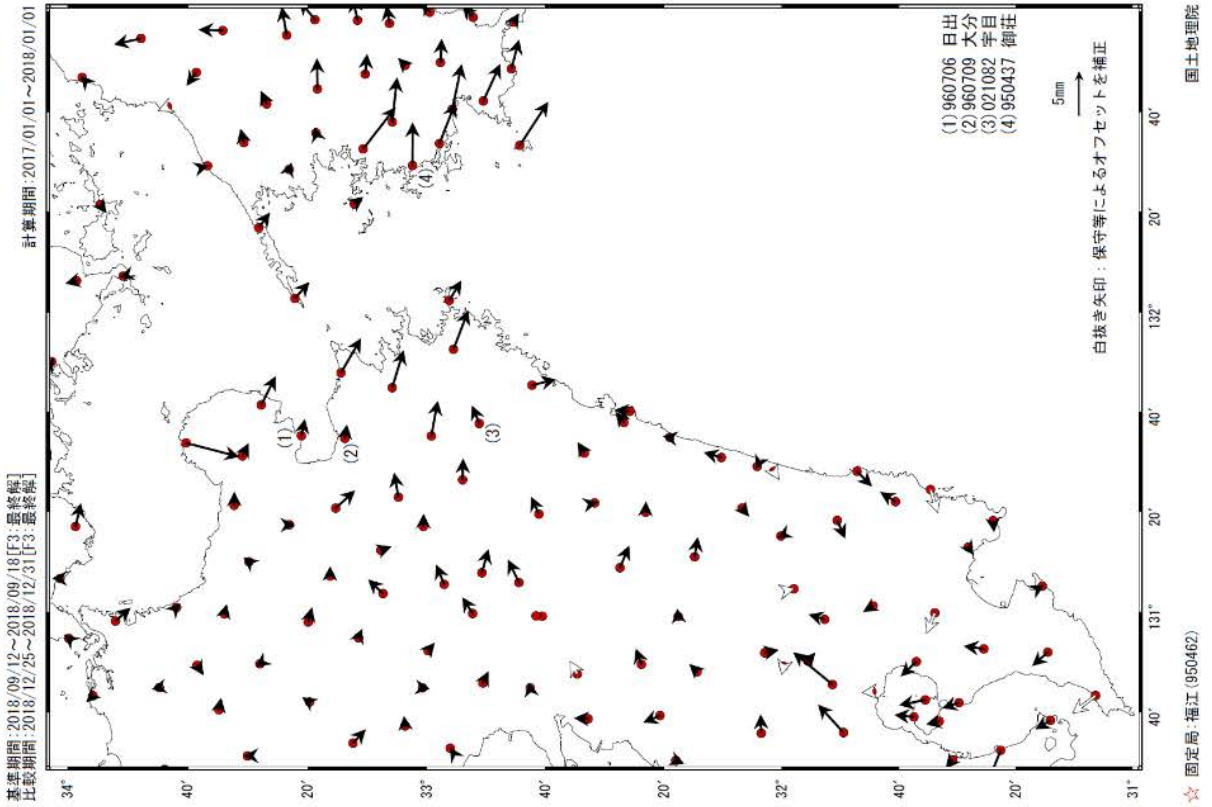 基準期間:2018/09/12~2018/09/18[F3:最終解]
比較期間:2018/12/25~2018/12/31[F3:最終解]
計算期間:2017/01/01~2018/01/01
34°
40′
20′
33°
40′
20′
40′
20′
31°
40′
131°
20′
40′
132°
20′
40′
(1)
(2)
(3)
(4)
(1) 960706 日出
(2) 960709 大分
(3) 021082 宇目
(4) 950437 御荘
5mm
白抜き矢印:保守等によるオフセットを補正
☆ 固定局:福江(950462)
国土地理院